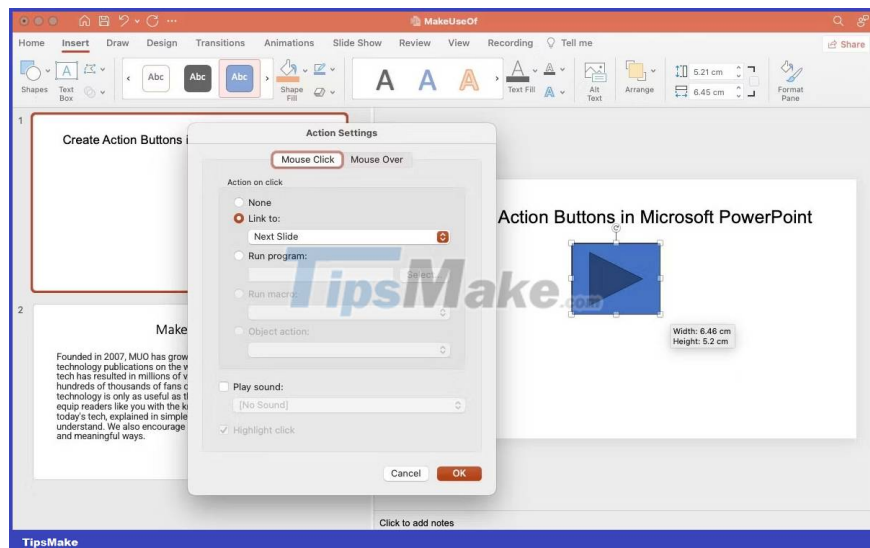 MakeUseOf
Home Insert Draw Design Transitions Animations Slide Show Review View Recording Tell me
Share
Abc Abc Abc
A A A A A
5.21 cm
6.45 cm
Shapes Text Box Shape Fill Text Fill Alt Text Arrange Format Pane
1
Create Action Buttons i
Action Settings
Mouse Click Mouse Over
Action on click
None
Link to:
Next Slide
Run program:
Select...
Run macro:
Object action:
Play sound:
[No Sound]
Highlight click
Cancel OK
Action Buttons in Microsoft PowerPoint
Width: 6.46 cm
Height: 5.2 cm
TipsMake.com
2
Make
Founded in 2007, MUO has grow
technology publications on the w
tech has resulted in millions of v
hundreds of thousands of fans o
technology is only as useful as t
equip readers like you with the k
today's tech, explained in simple
understand. We also encourage
and meaningful ways.
Click to add notes
TipsMake